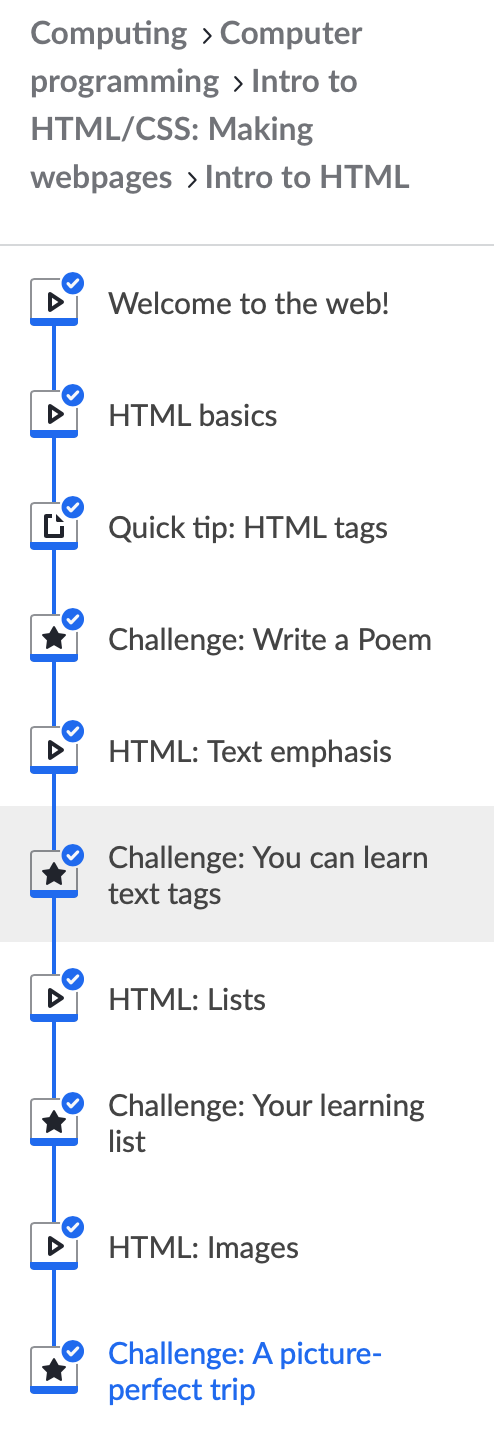 Computing › Computer
programming › Intro to
HTML/CSS: Making
webpages › Intro to HTML
Welcome to the web!
HTML basics
Quick tip: HTML tags
Challenge: Write a Poem
HTML: Text emphasis
Challenge: You can learn
text tags
HTML: Lists
Challenge: Your learning
list
HTML: Images
Challenge: A picture-
perfect trip